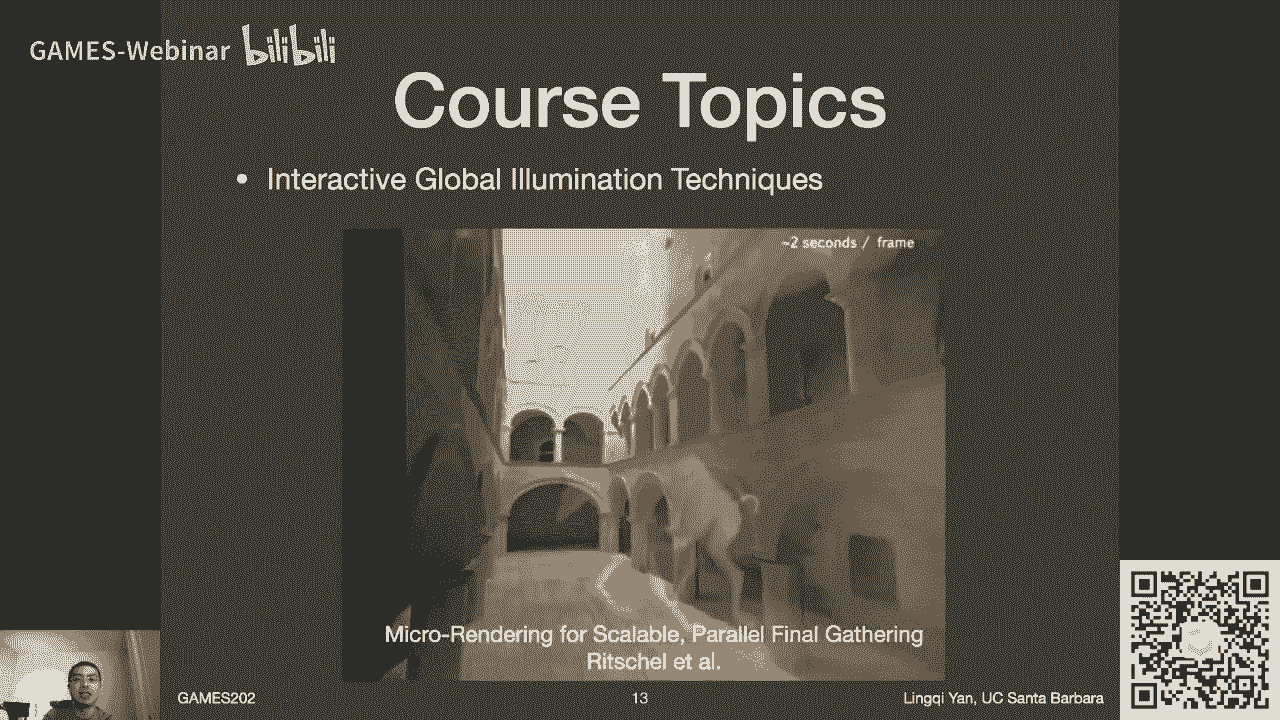 GAMES-Webinar bilibili
Course Topics
• Interactive Global Illumination Techniques
~2 seconds / frame
Micro-Rendering for Scalable, Parallel Final Gathering
Ritschel et al.
GAMES202
13
Lingqi Yan, UC Santa Barbara